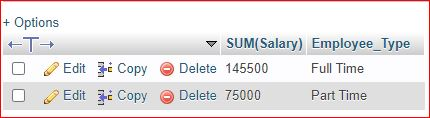 + Options
SUM(Salary) Employee_Type
Edit Copy Delete 145500 Full Time
Edit Copy Delete 75000 Part Time